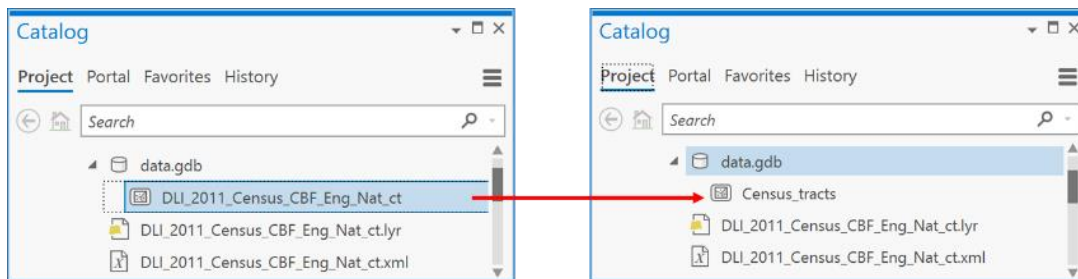 Catalog
Project Portal Favorites History
Search
data.gdb
DLI_2011_Census_CBF_Eng_Nat_ct
DLI_2011_Census_CBF_Eng_Nat_ct.lyr
DLI_2011_Census_CBF_Eng_Nat_ct.xml
Catalog
Project Portal Favorites History
Search
data.gdb
Census_tracts
DLI_2011_Census_CBF_Eng_Nat_ct.lyr
DLI_2011_Census_CBF_Eng_Nat_ct.xml